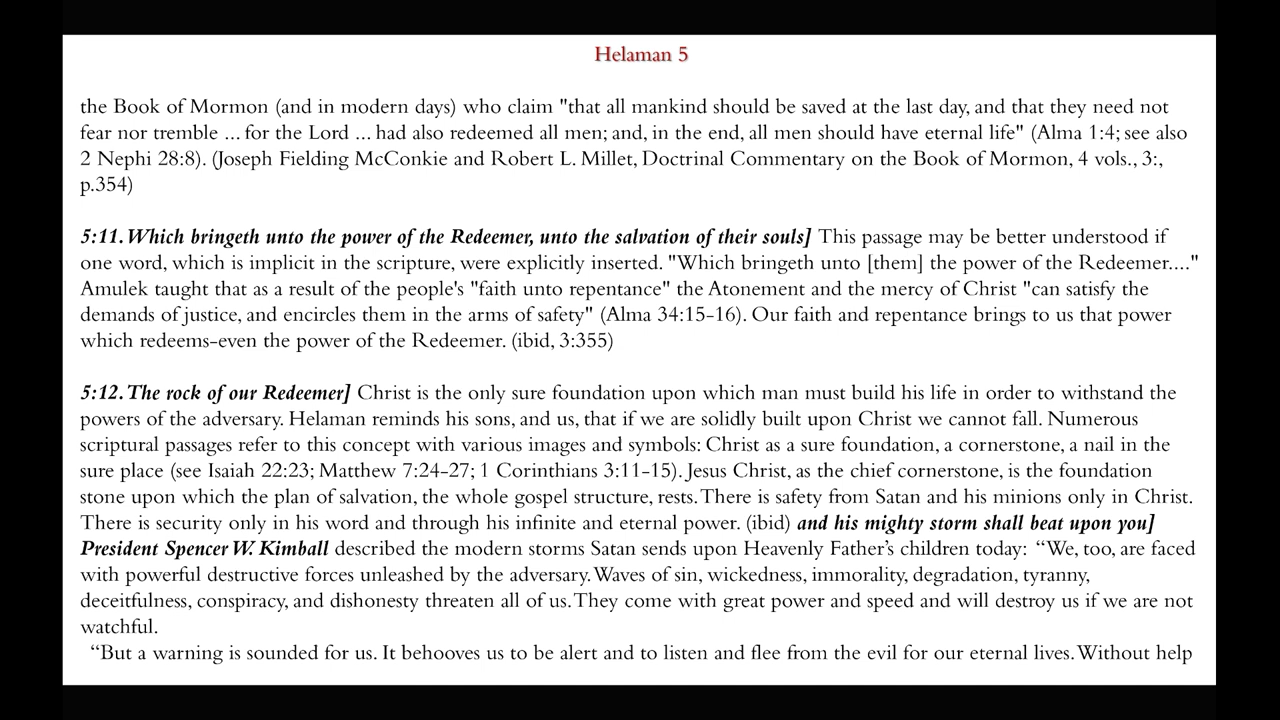 Helaman 5
the Book of Mormon (and in modern days) who claim "that all mankind should be saved at the last day, and that they need not
fear nor tremble ... for the Lord ... had also redeemed all men; and, in the end, all men should have eternal life" (Alma 1:4; see also
2 Nephi 28:8). (Joseph Fielding McConkie and Robert L. Millet, Doctrinal Commentary on the Book of Mormon, 4 vols., 3:,
p.354)
5:11. Which bringeth unto the power of the Redeemer, unto the salvation of their souls] This passage may be better understood if
one word, which is implicit in the scripture, were explicitly inserted. "Which bringeth unto [them] the power of the Redeemer...."
Amulek taught that as a result of the people's "faith unto repentance" the Atonement and the mercy of Christ "can satisfy the
demands of justice, and encircles them in the arms of safety" (Alma 34:15-16). Our faith and repentance brings to us that power
which redeems-even the power of the Redeemer. (ibid, 3:355)
5:12. The rock of our Redeemer] Christ is the only sure foundation upon which man must build his life in order to withstand the
powers of the adversary. Helaman reminds his sons, and us, that if we are solidly built upon Christ we cannot fall. Numerous
scriptural passages refer to this concept with various images and symbols: Christ as a sure foundation, a cornerstone, a nail in the
sure place (see Isaiah 22:23; Matthew 7:24-27; 1 Corinthians 3:11-15). Jesus Christ, as the chief cornerstone, is the foundation
stone upon which the plan of salvation, the whole gospel structure, rests. There is safety from Satan and his minions only in Christ.
There is security only in his word and through his infinite and eternal power. (ibid) and his mighty storm shall beat upon you]
President Spencer W. Kimball described the modern storms Satan sends upon Heavenly Father’s children today: “We, too, are faced
with powerful destructive forces unleashed by the adversary. Waves of sin, wickedness, immorality, degradation, tyranny,
deceitfulness, conspiracy, and dishonesty threaten all of us. They come with great power and speed and will destroy us if we are not
watchful.
“But a warning is sounded for us. It behooves us to be alert and to listen and flee from the evil for our eternal lives. Without help